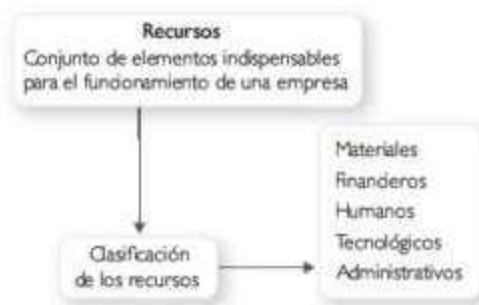 Recursos
Conjunto de elementos indispensables
para el funcionamiento de una empresa
Materiales
Financieros
Humanos
Tecnológicos
Administrativos
Clasificación
de los recursos